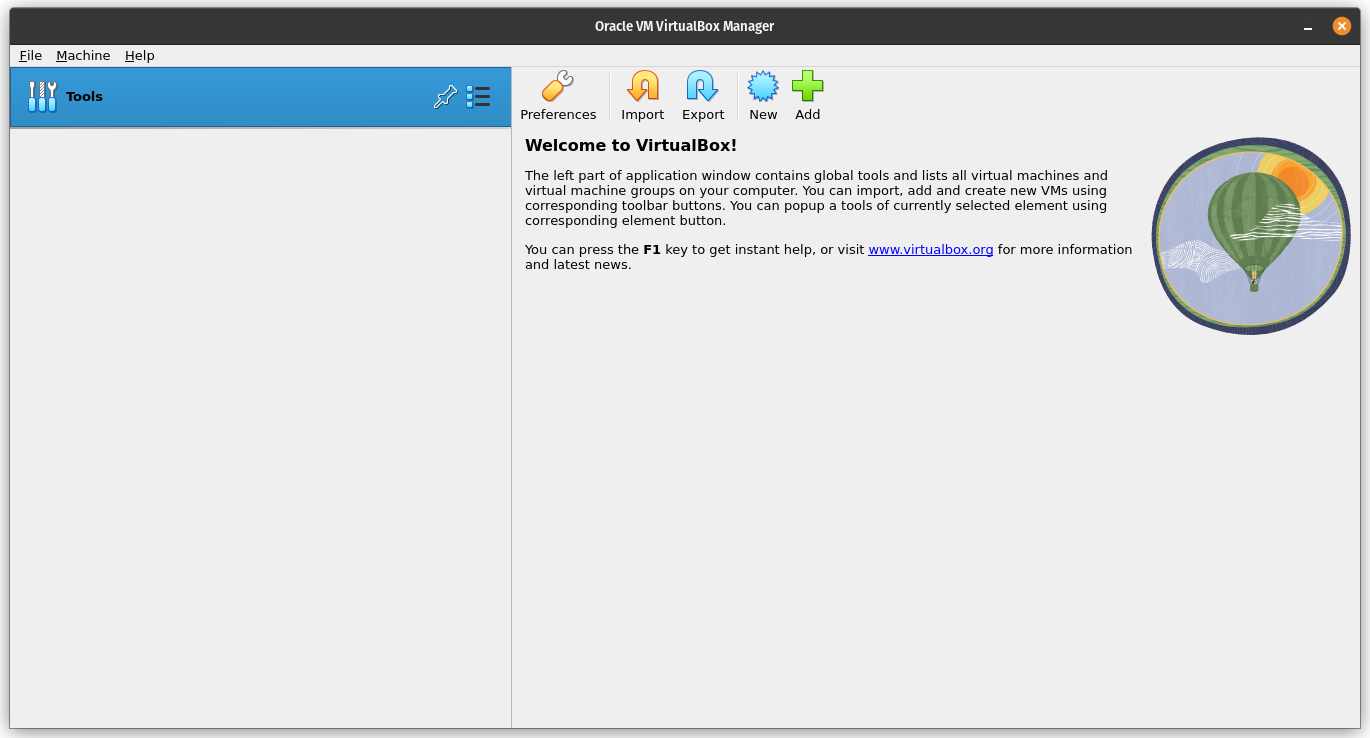 Oracle VM VirtualBox Manager
File Machine Help
Tools
Preferences Import Export New Add
Welcome to VirtualBox!
The left part of application window contains global tools and lists all virtual machines and
virtual machine groups on your computer. You can import, add and create new VMs using
corresponding toolbar buttons. You can popup a tools of currently selected element using
corresponding element button.
You can press the F1 key to get instant help, or visit www.virtualbox.org for more information
and latest news.